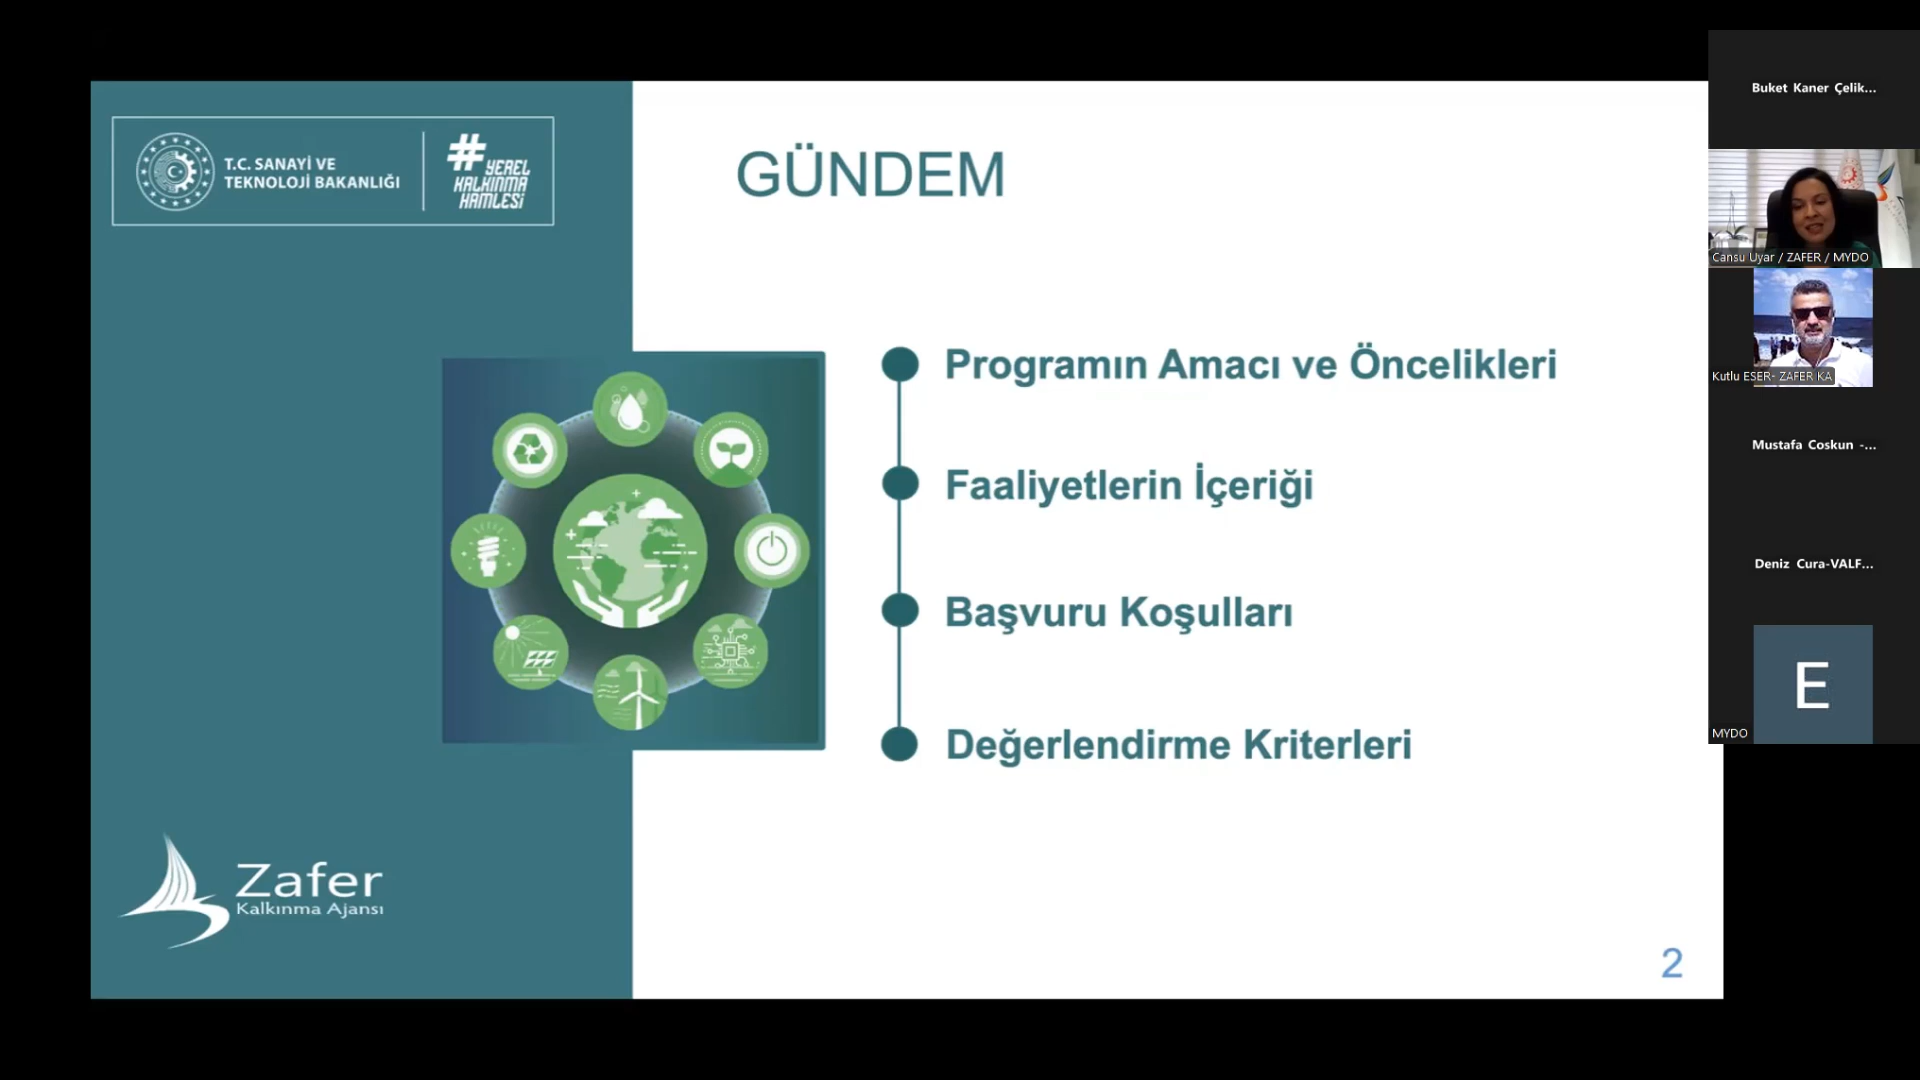 T.C. SANAYİ VE
TEKNOLOJİ BAKANLIĞI
#YEREL
KALKINMA
HAMLESİ
GÜNDEM
Programın Amacı ve Öncelikleri
Faaliyetlerin İçeriği
Başvuru Koşulları
Değerlendirme Kriterleri
Zafer
Kalkınma Ajansı
2
Buket Kaner Çelik...
Cansu Uyar / ZAFER / MYDO
Kutlu ESER- ZAFER KA
Mustafa Coskun -...
Deniz Cura-VALF...
E
MYDO